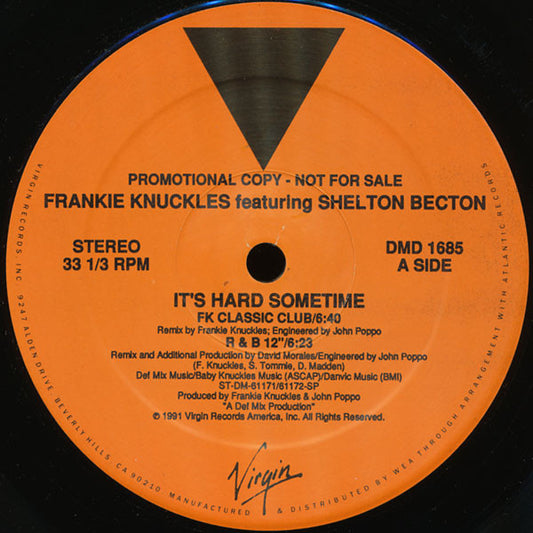 PROMOTIONAL COPY - NOT FOR SALE
FRANKIE KNUCKLES featuring SHELTON BECTON
STEREO
33 1/3 RPM
DMD 1685
A SIDE
IT'S HARD SOMETIME
FK CLASSIC CLUB/6:40
Remix by Frankie Knuckles; Engineered by John Poppo
R & B 12"/6:23
Remix and Additional Production by David Morales/Engineered by John Poppo
(F. Knuckles, S. Tommie, D. Madden)
Def Mix Music/Baby Knuckles Music (ASCAP)/Danvic Music (BMI)
ST-DM-61171/61172-SP
Produced by Frankie Knuckles & John Poppo
"A Def Mix Production"
© 1991 Virgin Records America, Inc. All Rights Reserved.
Virgin
VIRGIN RECORDS, INC. 9247 ALDEN DRIVE, BEVERLY HILLS, CA 90210 MANUFACTURED & DISTRIBUTED BY WEA THROUGH ARRANGEMENT WITH ATLANTIC RECORDS